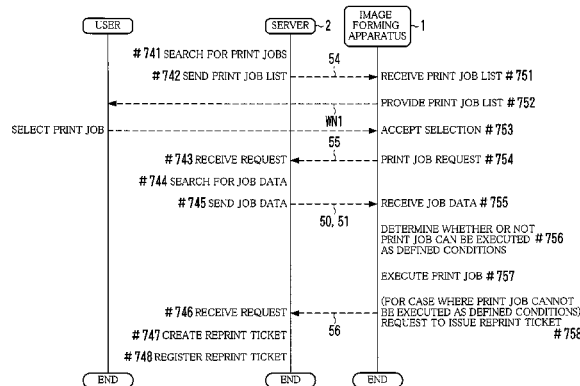 USER
SERVER 2
IMAGE
FORMING
APPARATUS 1
#741 SEARCH FOR PRINT JOBS
#742 SEND PRINT JOB LIST
54
RECEIVE PRINT JOB LIST #751
PROVIDE PRINT JOB LIST #752
WN1
SELECT PRINT JOB
ACCEPT SELECTION #753
55
#743 RECEIVE REQUEST
PRINT JOB REQUEST #754
#744 SEARCH FOR JOB DATA
#745 SEND JOB DATA
RECEIVE JOB DATA #755
50, 51
DETERMINE WHETHER OR NOT
PRINT JOB CAN BE EXECUTED #756
AS DEFINED CONDITIONS
EXECUTE PRINT JOB #757
#746 RECEIVE REQUEST
56
(FOR CASE WHERE PRINT JOB CANNOT
BE EXECUTED AS DEFINED CONDITIONS)
REQUEST TO ISSUE REPRINT TICKET
#758
#747 CREATE REPRINT TICKET
#748 REGISTER REPRINT TICKET
END
END
END